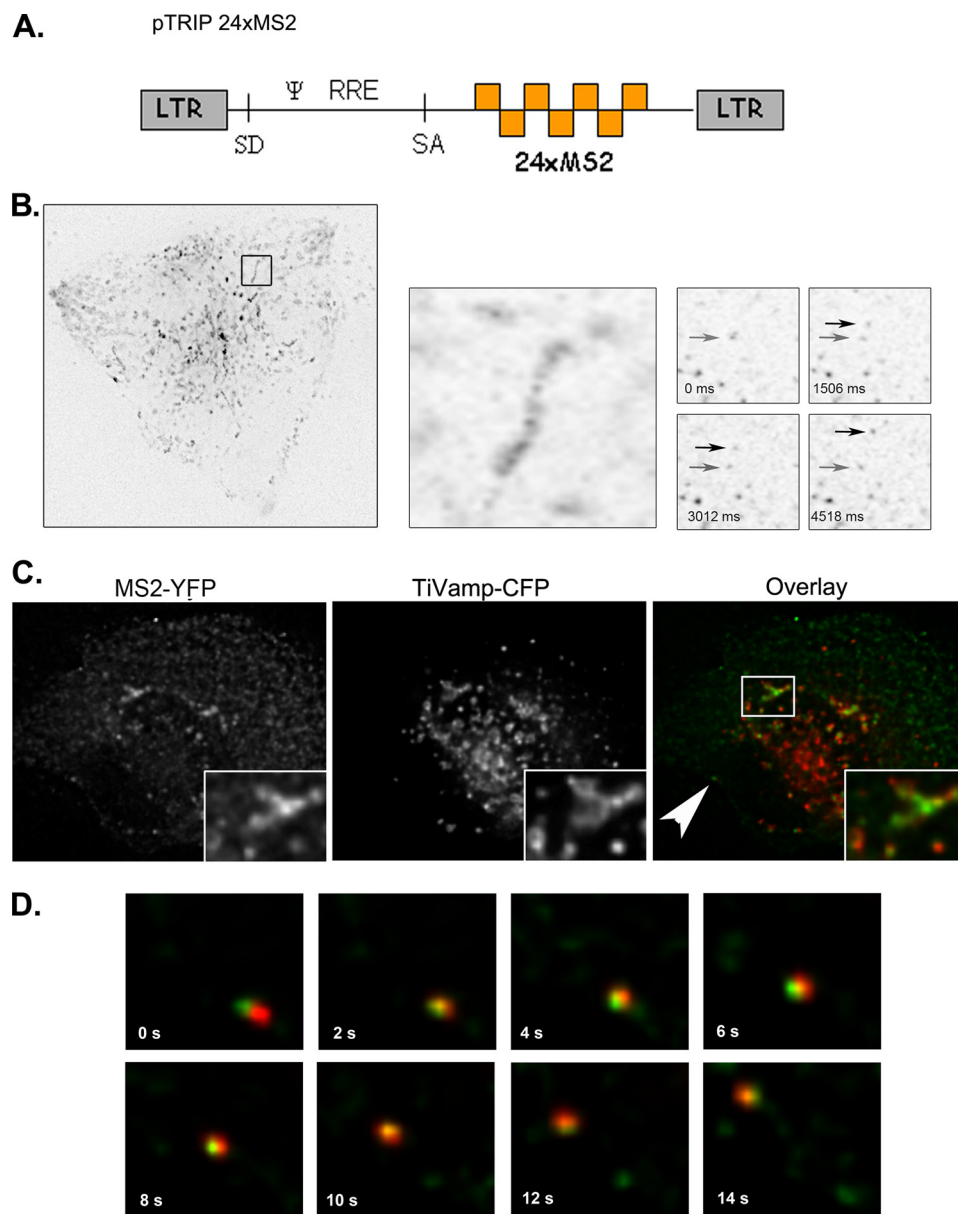 A.
pTRIP 24xMS2
LTR
Ψ RRE
LTR
SD
SA
24xMS2
B.
0 ms
1506 ms
3012 ms
4518 ms
C.
MS2-YFP
TiVamp-CFP
Overlay
D.
0 s
2 s
4 s
6 s
8 s
10 s
12 s
14 s